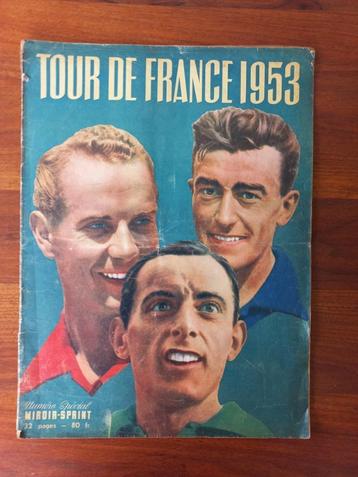 TOUR DE FRANCE 1953
Numéro Spécial
MIROIR-SPRINT
32 pages - 80 fr